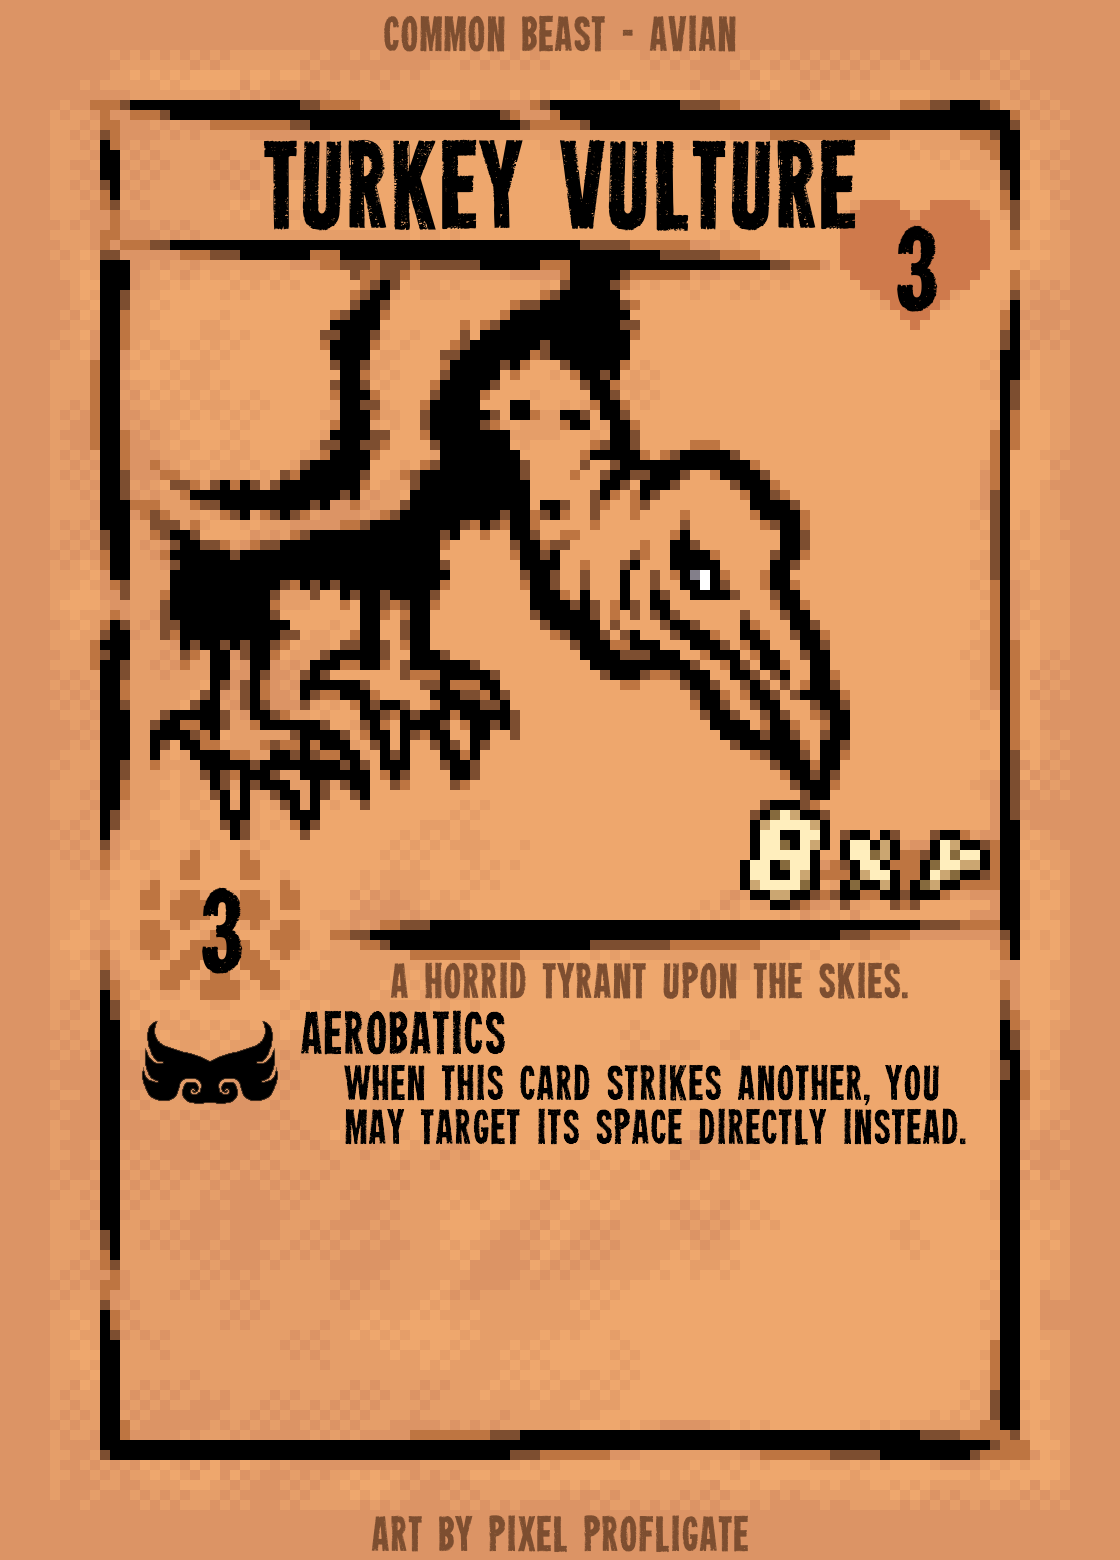 COMMON BEAST - AVIAN
TURKEY VULTURE
3
8 x
3
A HORRID TYRANT UPON THE SKIES.
AEROBATICS
WHEN THIS CARD STRIKES ANOTHER, YOU
MAY TARGET ITS SPACE DIRECTLY INSTEAD.
ART BY PIXEL PROFLIGATE